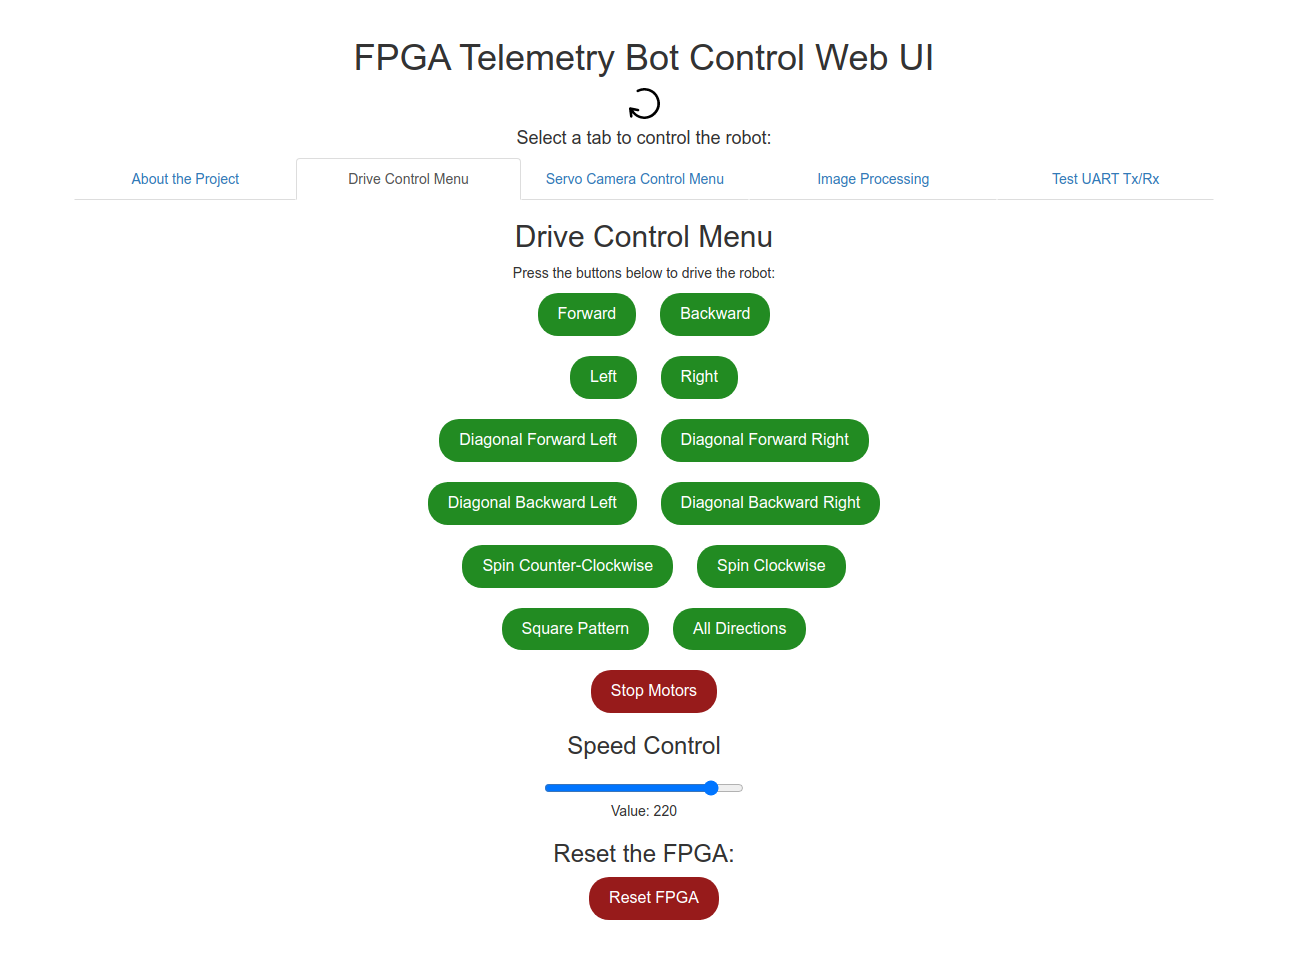 FPGA Telemetry Bot Control Web UI
Select a tab to control the robot:
About the Project Drive Control Menu Servo Camera Control Menu Image Processing Test UART Tx/Rx
Drive Control Menu
Press the buttons below to drive the robot:
Forward Backward
Left Right
Diagonal Forward Left Diagonal Forward Right
Diagonal Backward Left Diagonal Backward Right
Spin Counter-Clockwise Spin Clockwise
Square Pattern All Directions
Stop Motors
Speed Control
Value: 220
Reset the FPGA:
Reset FPGA